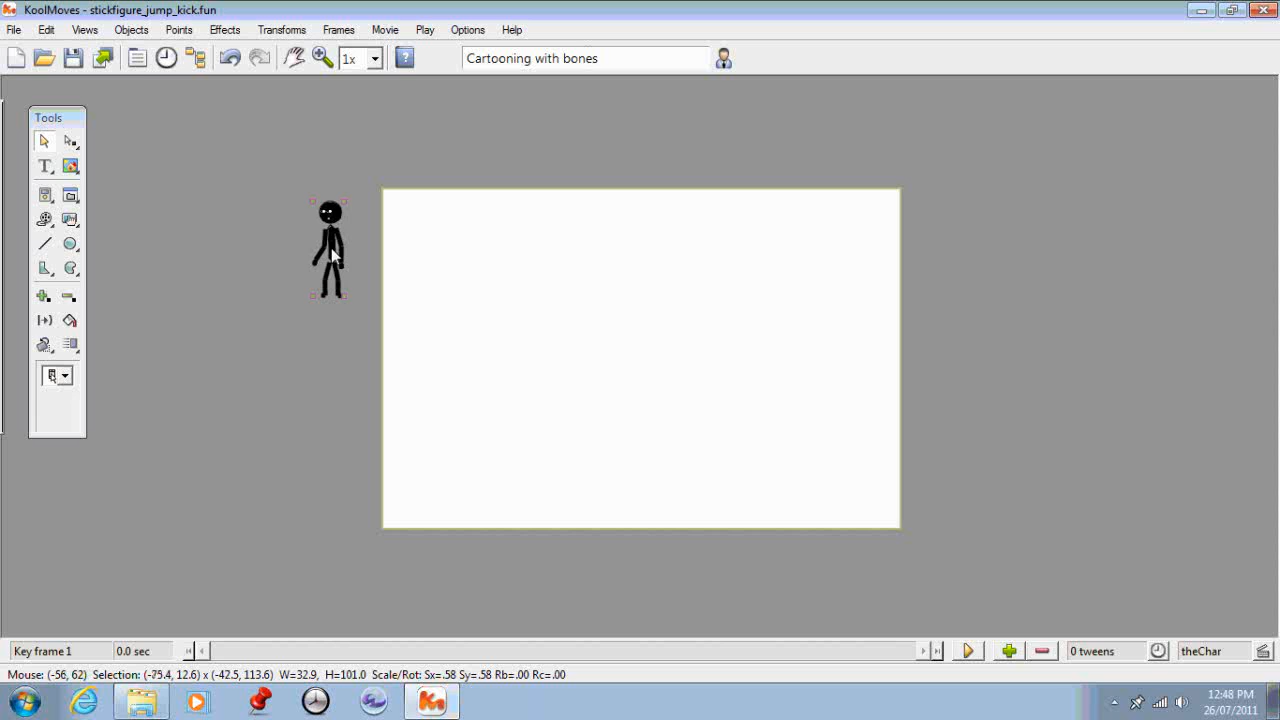 KoolMoves - stickfigure_jump_kick.fun
File Edit Views Objects Points Effects Transforms Frames Movie Play Options Help
1x Cartooning with bones
Tools
T
Key frame 1 0.0 sec 0 tweens theChar
Mouse: (-56, 62) Selection: (-75.4, 12.6) x (-42.5, 113.6) W=32.9, H=101.0 Scale/Rot: Sx=.58 Sy=.58 Rb=.00 Rc=.00
12:48 PM
26/07/2011